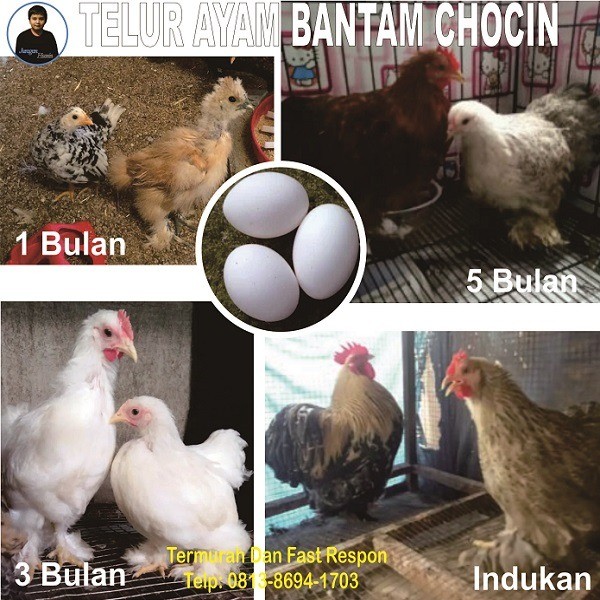 TELUR AYAM BANTAM CHOCIN
1 Bulan
5 Bulan
3 Bulan
Indukan
Termurah Dan Fast Respon
Telp: 0813-8694-1703